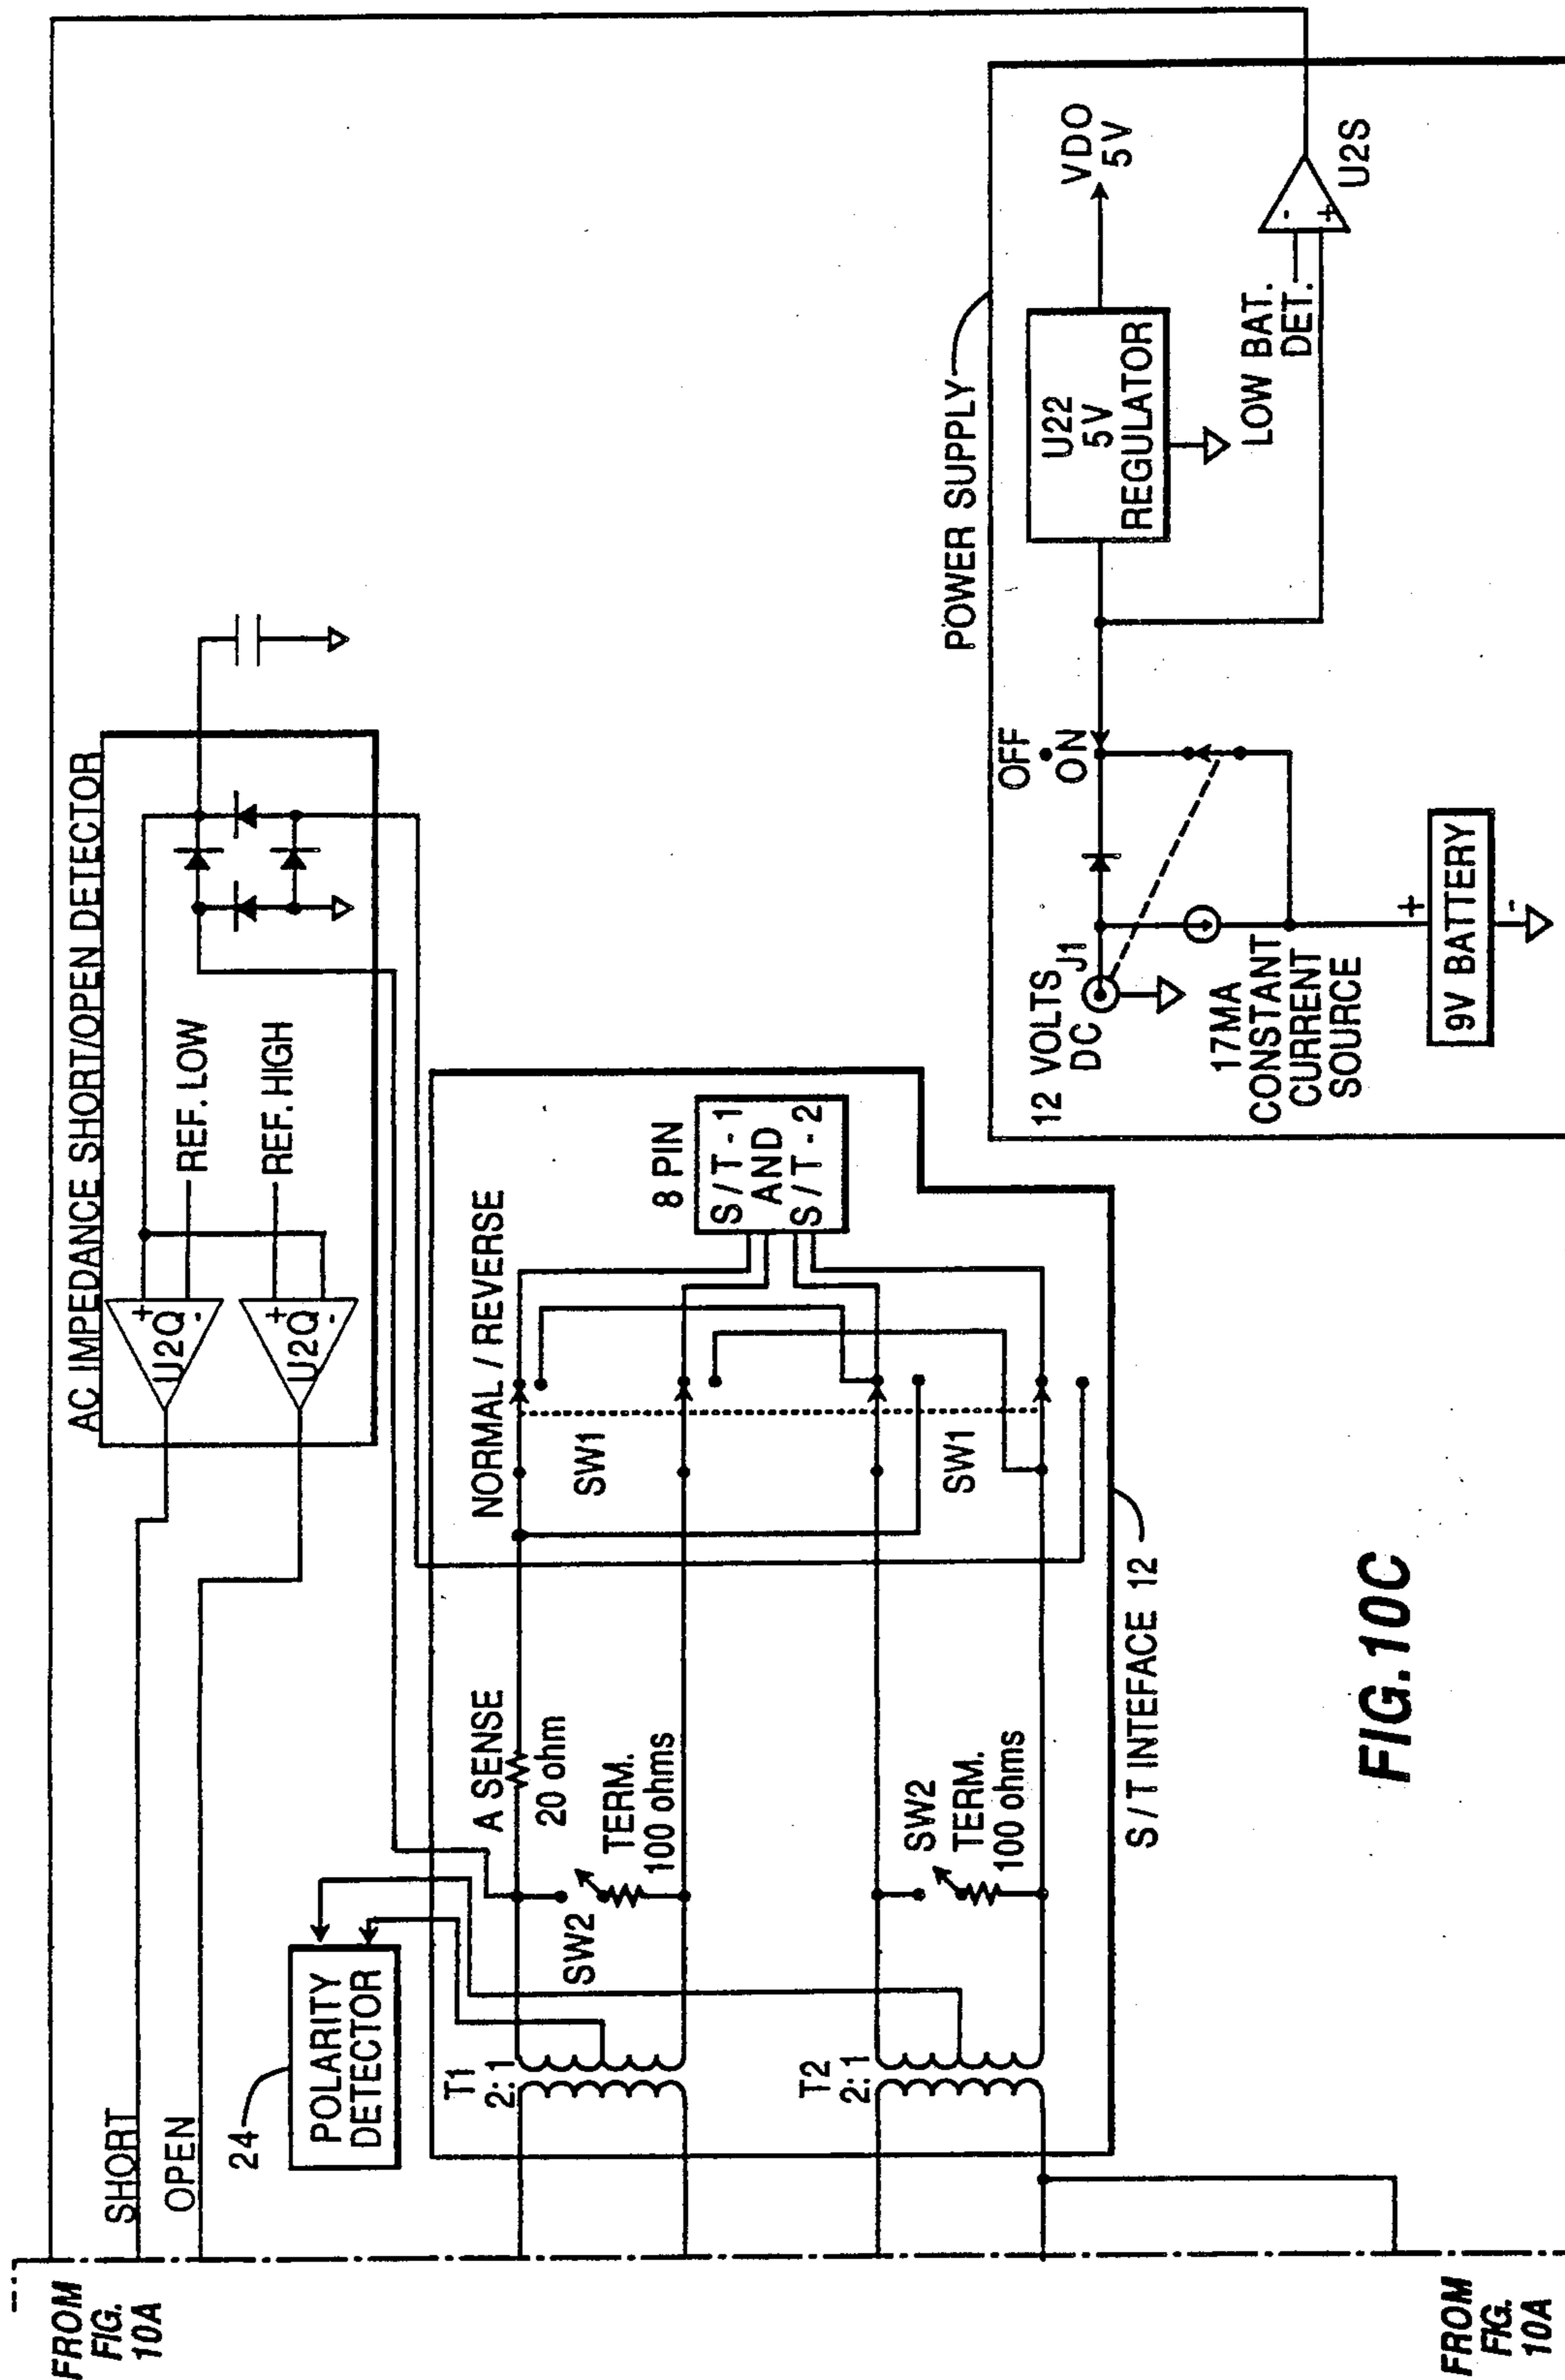 FROM
FIG.
10A
SHORT
OPEN
24
POLARITY
DETECTOR
AC IMPEDANCE SHORT/OPEN DETECTOR
+
-
U2Q
REF. LOW
+
-
U2Q
REF. HIGH
T1
2:1
A SENSE
20 ohm
SW2
TERM.
100 ohms
NORMAL / REVERSE
SW1
8 PIN
S/T-1
AND
S/T-2
T2
2:1
SW2
TERM.
100 ohms
SW1
S/T INTEFACE 12
POWER SUPPLY
12 VOLTS
DC
J1
OFF
ON
U22
5V
REGULATOR
VDO
5V
17MA
CONSTANT
CURRENT
SOURCE
LOW BAT.
DET.
-
+
U2S
+
9V BATTERY
-
FROM
FIG.
10A
FIG.10C